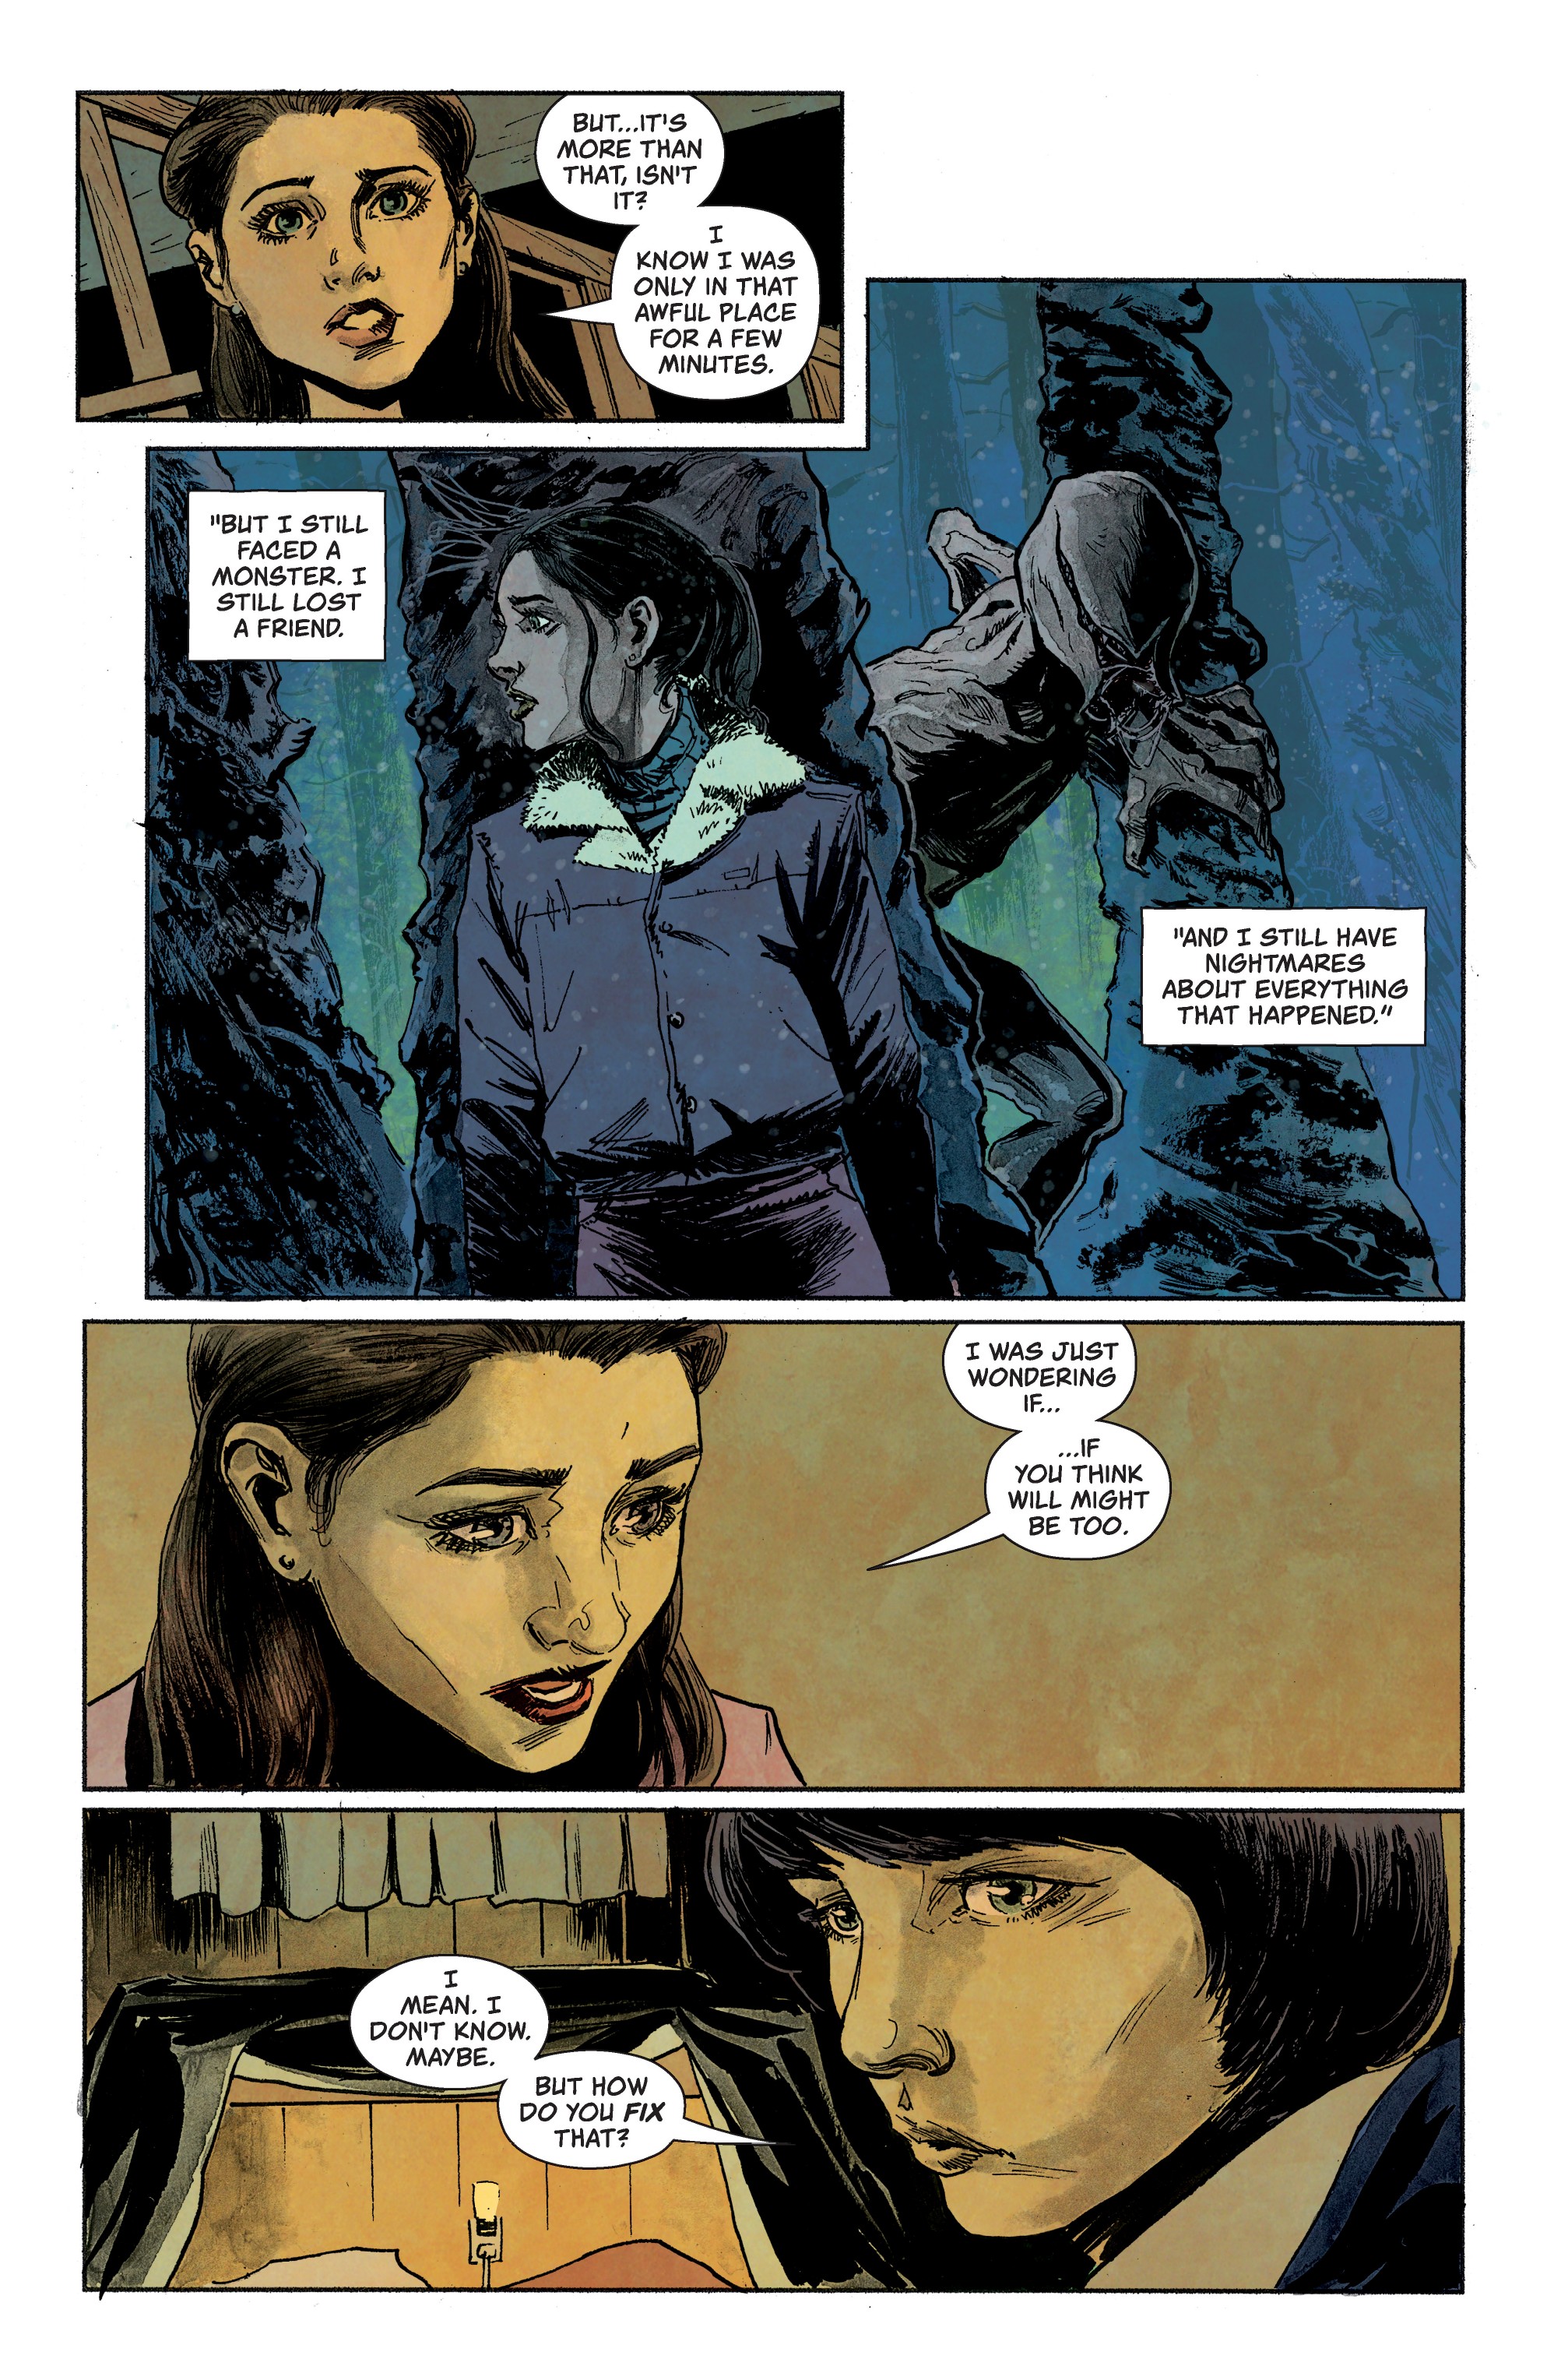 BUT...IT'S
MORE THAN
THAT, ISN'T
IT?
I
KNOW I WAS
ONLY IN THAT
AWFUL PLACE
FOR A FEW
MINUTES.
"BUT I STILL
FACED A
MONSTER. I
STILL LOST
A FRIEND.
"AND I STILL HAVE
NIGHTMARES
ABOUT EVERYTHING
THAT HAPPENED."
I WAS JUST
WONDERING
IF...
...IF
YOU THINK
WILL MIGHT
BE TOO.
I
MEAN. I
DON'T KNOW.
MAYBE.
BUT HOW
DO YOU FIX
THAT?